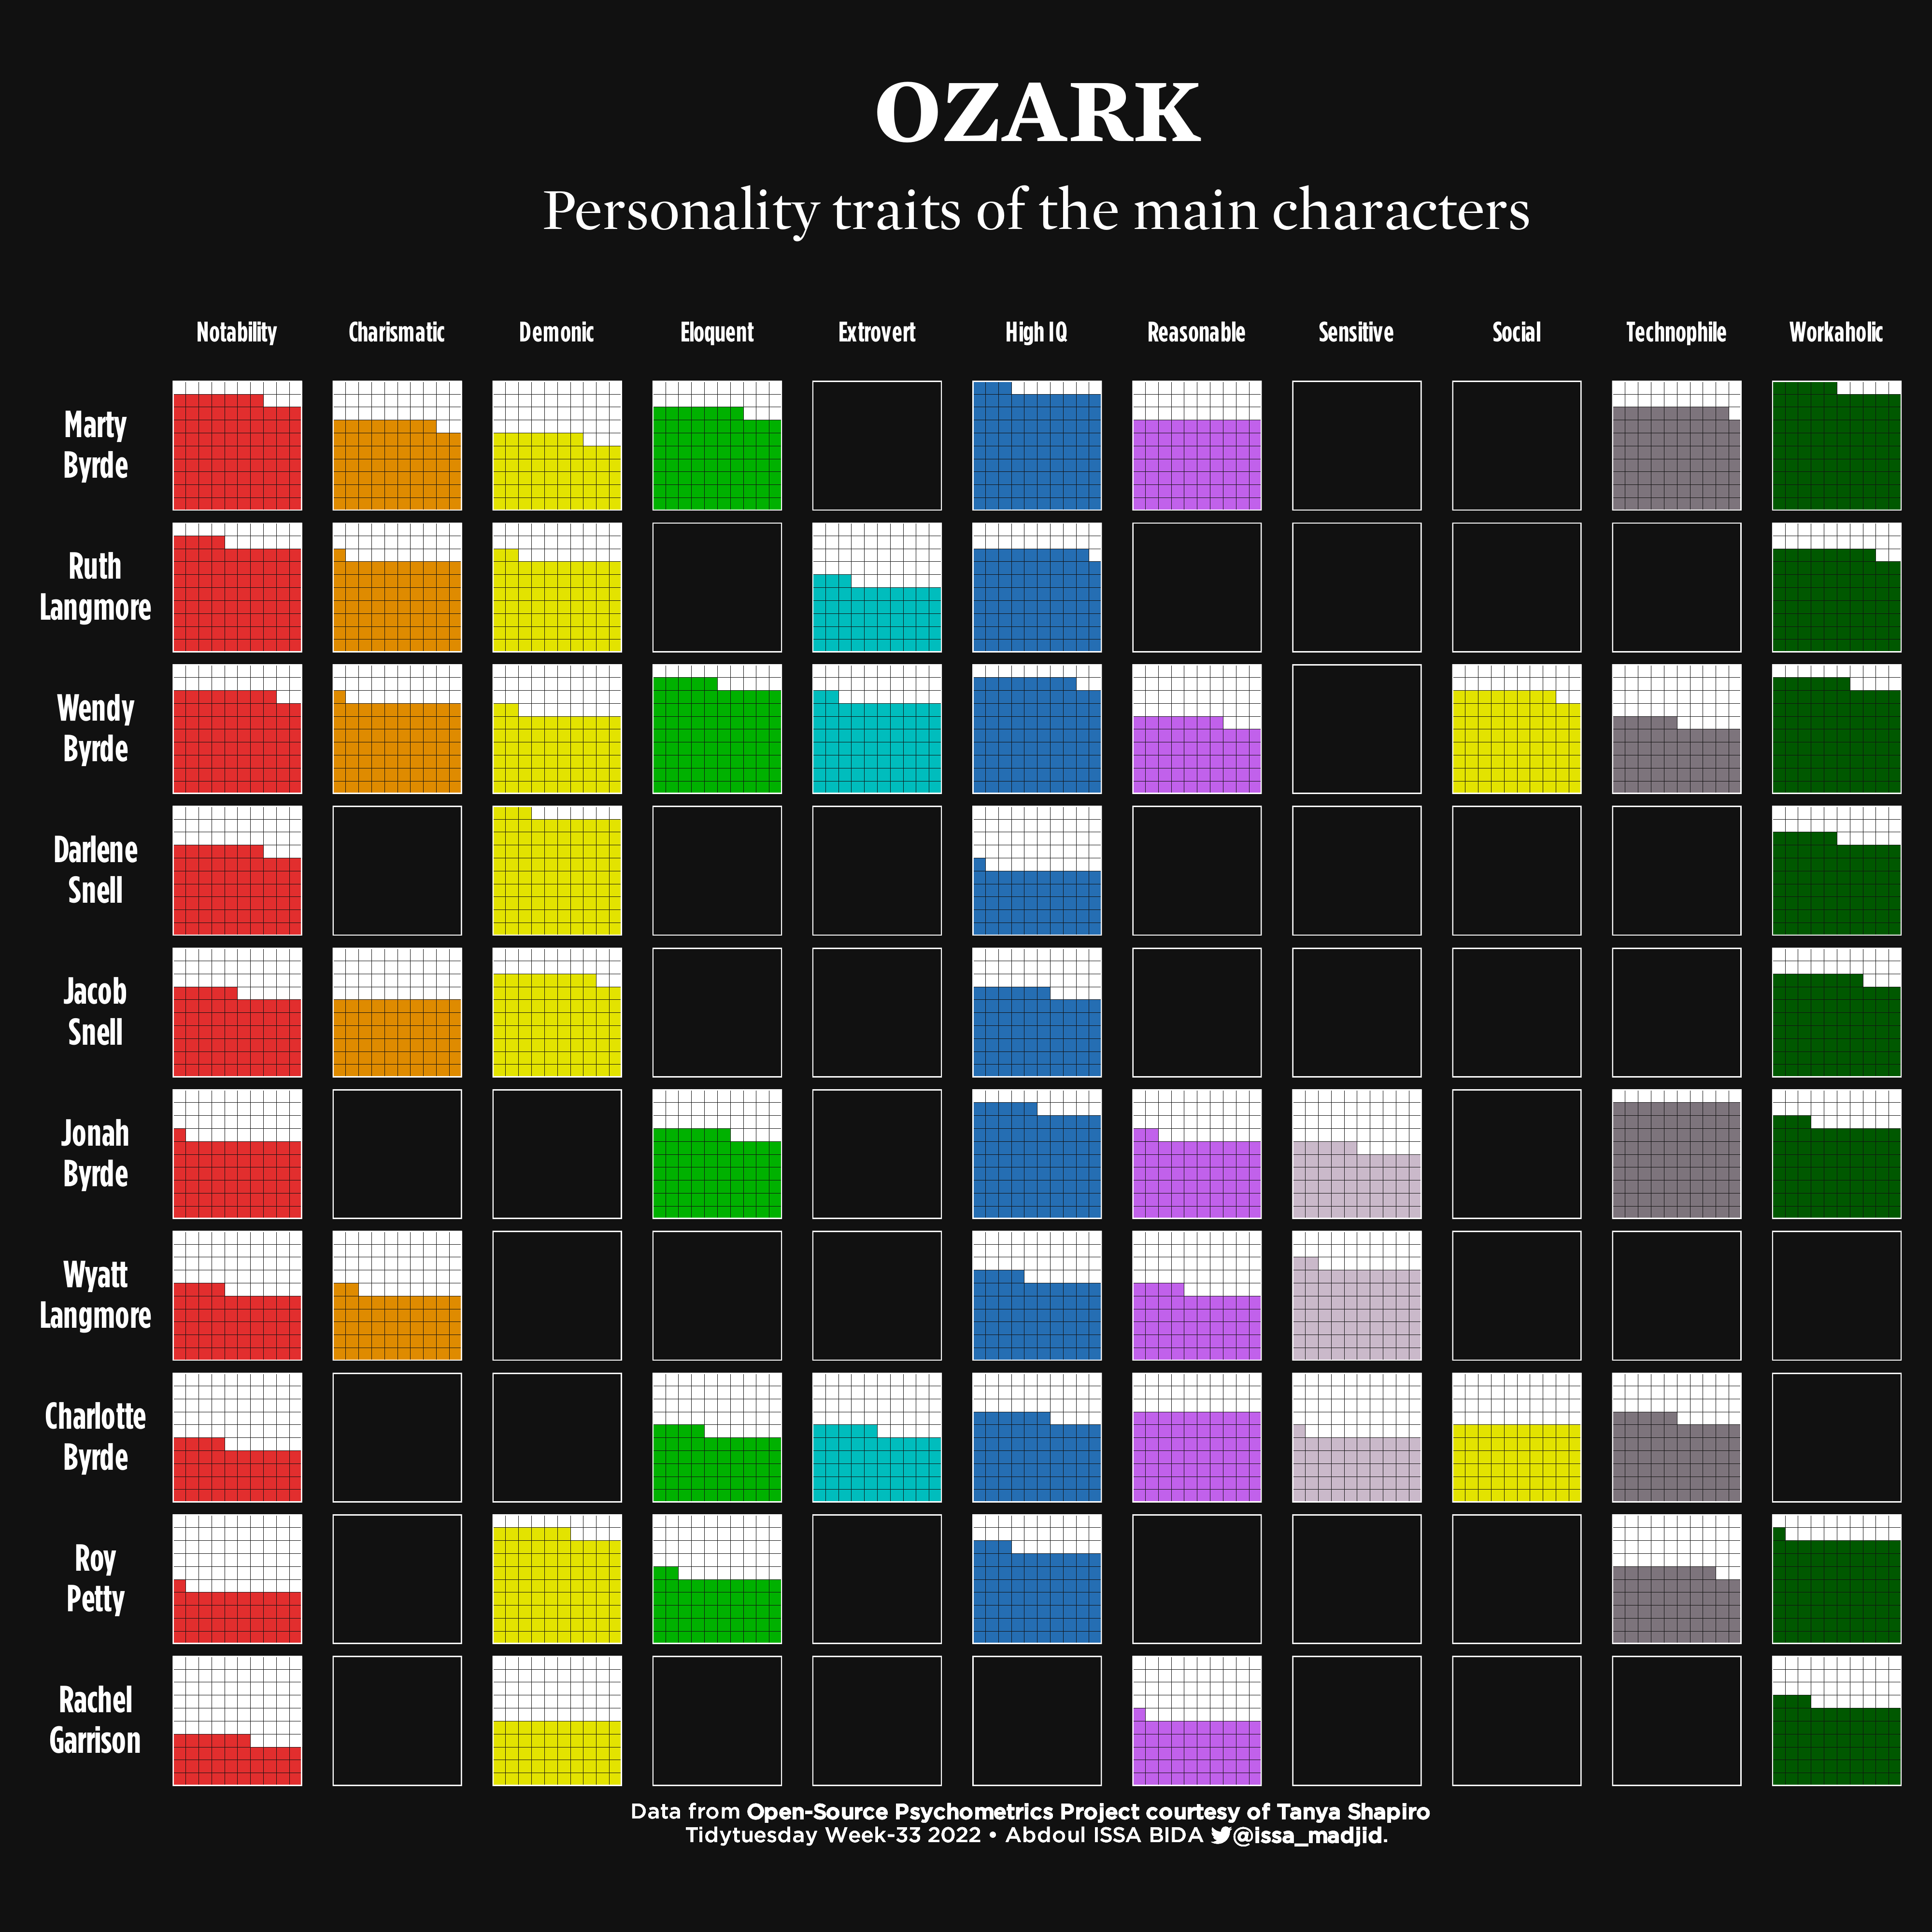 OZARK
Personality traits of the main characters
Notability Charismatic Demonic Eloquent Extrovert High IQ Reasonable Sensitive Social Technophile Workaholic
Marty
Byrde
Ruth
Langmore
Wendy
Byrde
Darlene
Snell
Jacob
Snell
Jonah
Byrde
Wyatt
Langmore
Charlotte
Byrde
Roy
Petty
Rachel
Garrison
Data from Open-Source Psychometrics Project courtesy of Tanya Shapiro
Tidytuesday Week-33 2022 • Abdoul ISSA BIDA @issa_madjid.